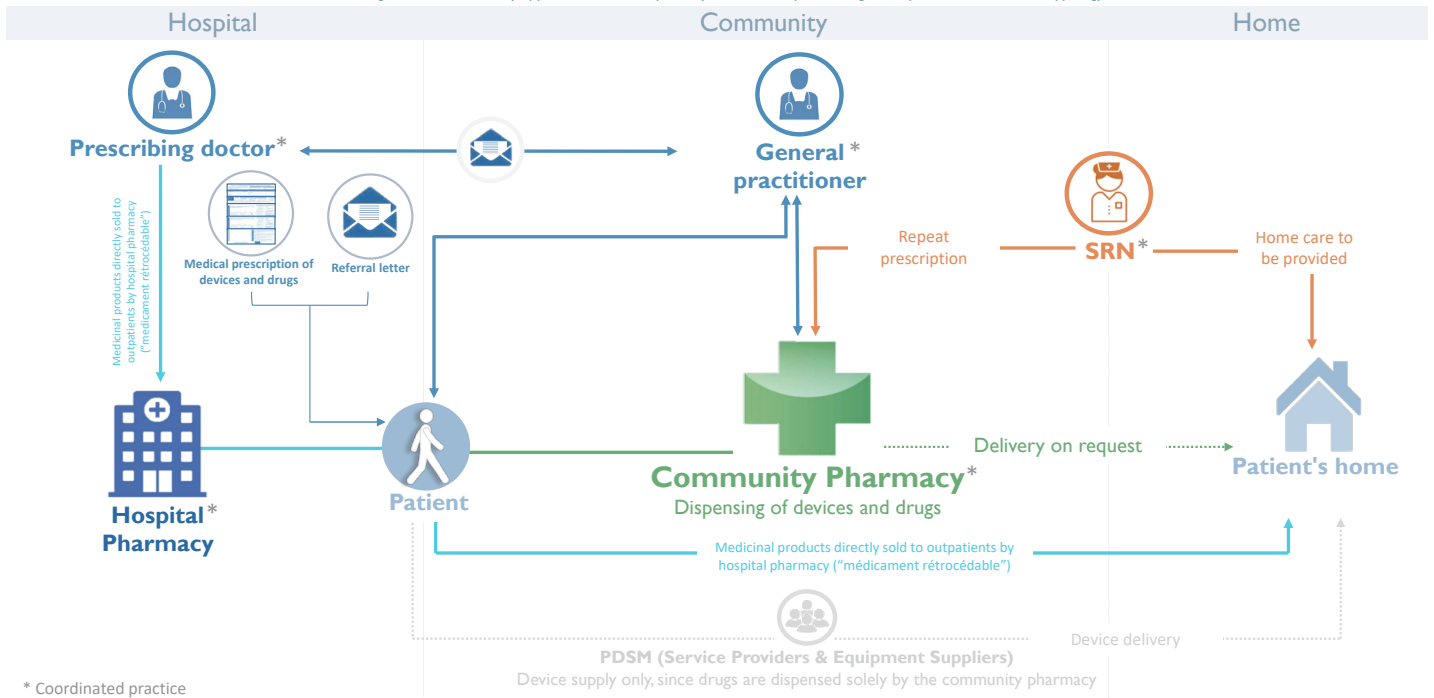 Hospital
Community
Home
Prescribing doctor*
General*
practitioner
SRN*
Medical prescription of
devices and drugs
Referral letter
Medicinal products directly sold to
outpatients by hospital pharmacy
("medicament rétrocédable")
Repeat
prescription
Home care to
be provided
Hospital*
Pharmacy
Patient
Community Pharmacy*
Dispensing of devices and drugs
Delivery on request
Patient's home
Medicinal products directly sold to outpatients by
hospital pharmacy ("médicament rétrocédable")
Device delivery
PDSM (Service Providers & Equipment Suppliers)
Device supply only, since drugs are dispensed solely by the community pharmacy
* Coordinated practice